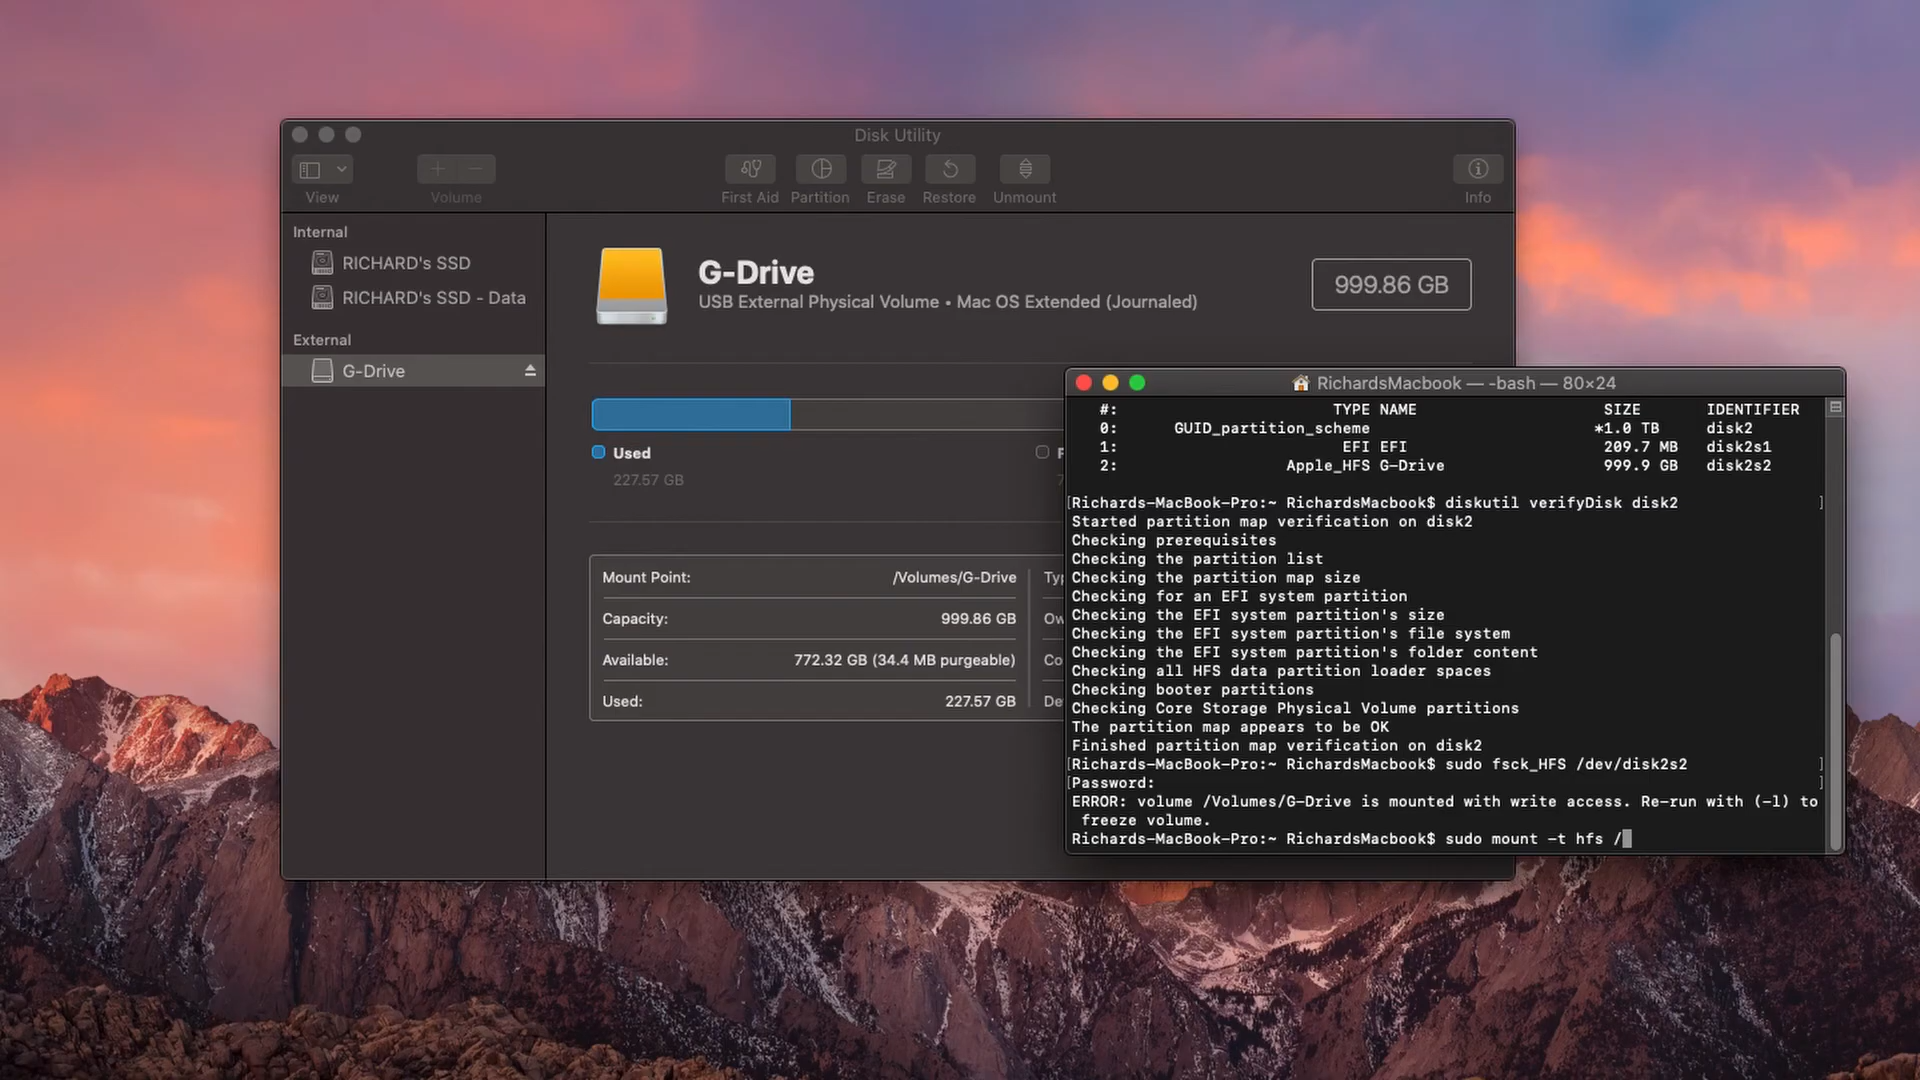 Disk Utility
View
Volume
First Aid
Partition
Erase
Restore
Unmount
Info
Internal
RICHARD's SSD
RICHARD's SSD - Data
External
G-Drive
G-Drive
USB External Physical Volume • Mac OS Extended (Journaled)
999.86 GB
Used
227.57 GB
Mount Point: /Volumes/G-Drive
Capacity: 999.86 GB
Available: 772.32 GB (34.4 MB purgeable)
Used: 227.57 GB
RichardsMacbook — -bash — 80×24
#: TYPE NAME SIZE IDENTIFIER
0: GUID_partition_scheme *1.0 TB disk2
1: EFI EFI 209.7 MB disk2s1
2: Apple_HFS G-Drive 999.9 GB disk2s2
[Richards-MacBook-Pro:~ RichardsMacbook$ diskutil verifyDisk disk2 ]
Started partition map verification on disk2
Checking prerequisites
Checking the partition list
Checking the partition map size
Checking for an EFI system partition
Checking the EFI system partition's size
Checking the EFI system partition's file system
Checking the EFI system partition's folder content
Checking all HFS data partition loader spaces
Checking booter partitions
Checking Core Storage Physical Volume partitions
The partition map appears to be OK
Finished partition map verification on disk2
[Richards-MacBook-Pro:~ RichardsMacbook$ sudo fsck_HFS /dev/disk2s2 ]
[Password: ]
ERROR: volume /Volumes/G-Drive is mounted with write access. Re-run with (-l) to
freeze volume.
Richards-MacBook-Pro:~ RichardsMacbook$ sudo mount -t hfs /